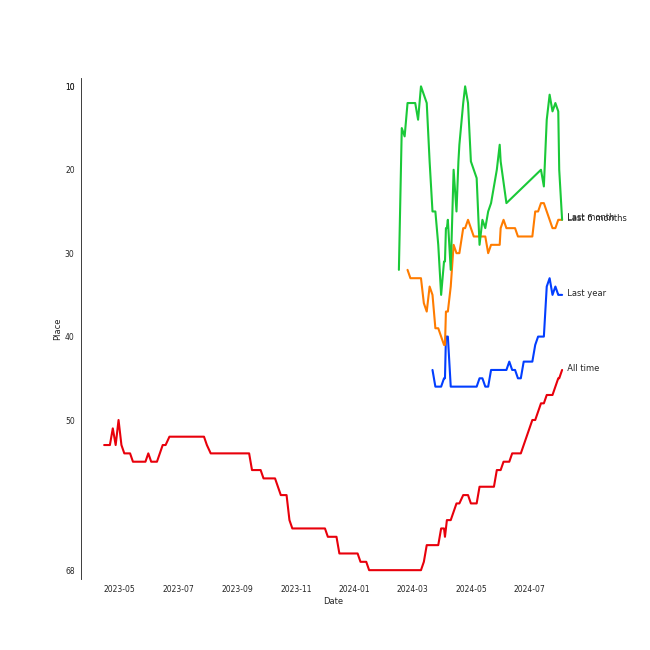 10
20
30
40
50
68
Place
2023-05
2023-07
2023-09
2023-11
2024-01
2024-03
2024-05
2024-07
Date
Last month
Last 6 months
Last year
All time